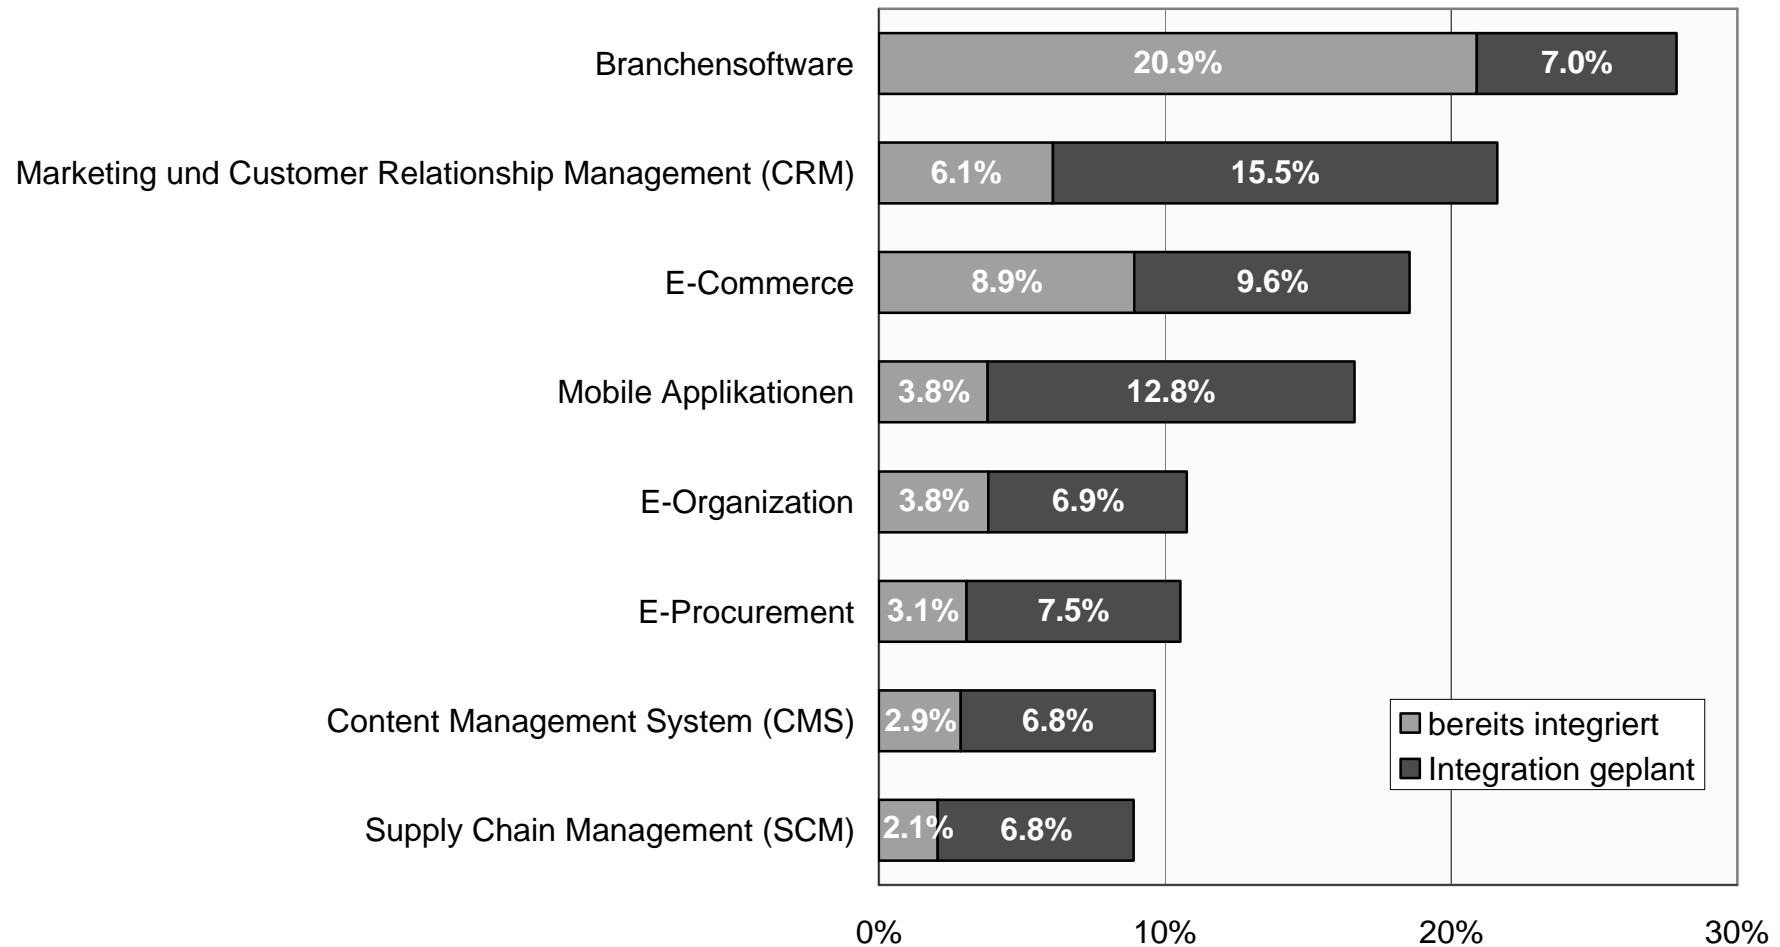 Branchensoftware 20.9% 7.0%
Marketing und Customer Relationship Management (CRM) 6.1% 15.5%
E-Commerce 8.9% 9.6%
Mobile Applikationen 3.8% 12.8%
E-Organization 3.8% 6.9%
E-Procurement 3.1% 7.5%
Content Management System (CMS) 2.9% 6.8%
bereits integriert
Integration geplant
Supply Chain Management (SCM) 2.1% 6.8%
0% 10% 20% 30%